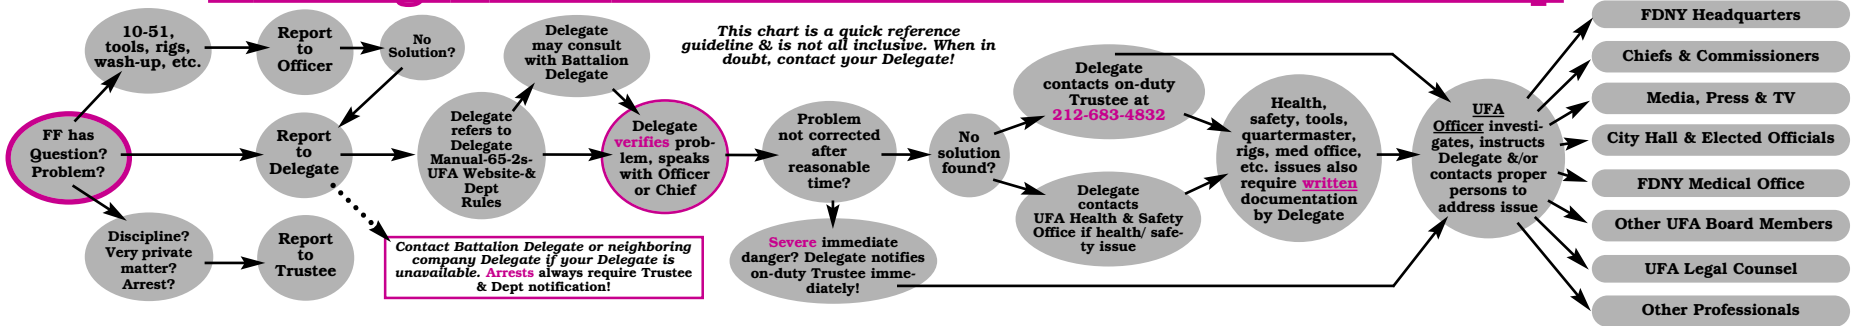 10-51,
tools, rigs,
wash-up, etc.
Report
to
Officer
No
Solution?
FF has
Question?
Problem?
Report
to
Delegate
Discipline?
Very private
matter?
Arrest?
Report
to
Trustee
Delegate
may consult
with Battalion
Delegate
Delegate
refers to
Delegate
Manual-65-2s-
UFA Website-&
Dept
Rules
Contact Battalion Delegate or neighboring
company Delegate if your Delegate is
unavailable. Arrests always require Trustee
& Dept notification!
This chart is a quick reference
guideline & is not all inclusive. When in
doubt, contact your Delegate!
Delegate
verifies prob-
lem, speaks
with Officer
or Chief
Problem
not corrected
after
reasonable
time?
Severe immediate
danger? Delegate notifies
on-duty Trustee imme-
diately!
No
solution
found?
Delegate
contacts on-duty
Trustee at
212-683-4832
Delegate
contacts
UFA Health & Safety
Office if health/ safe-
ty issue
Health,
safety, tools,
quartermaster,
rigs, med office,
etc. issues also
require written
documentation
by Delegate
UFA
Officer investi-
gates, instructs
Delegate &/or
contacts proper
persons to
address issue
FDNY Headquarters
Chiefs & Commissioners
Media, Press & TV
City Hall & Elected Officials
FDNY Medical Office
Other UFA Board Members
UFA Legal Counsel
Other Professionals